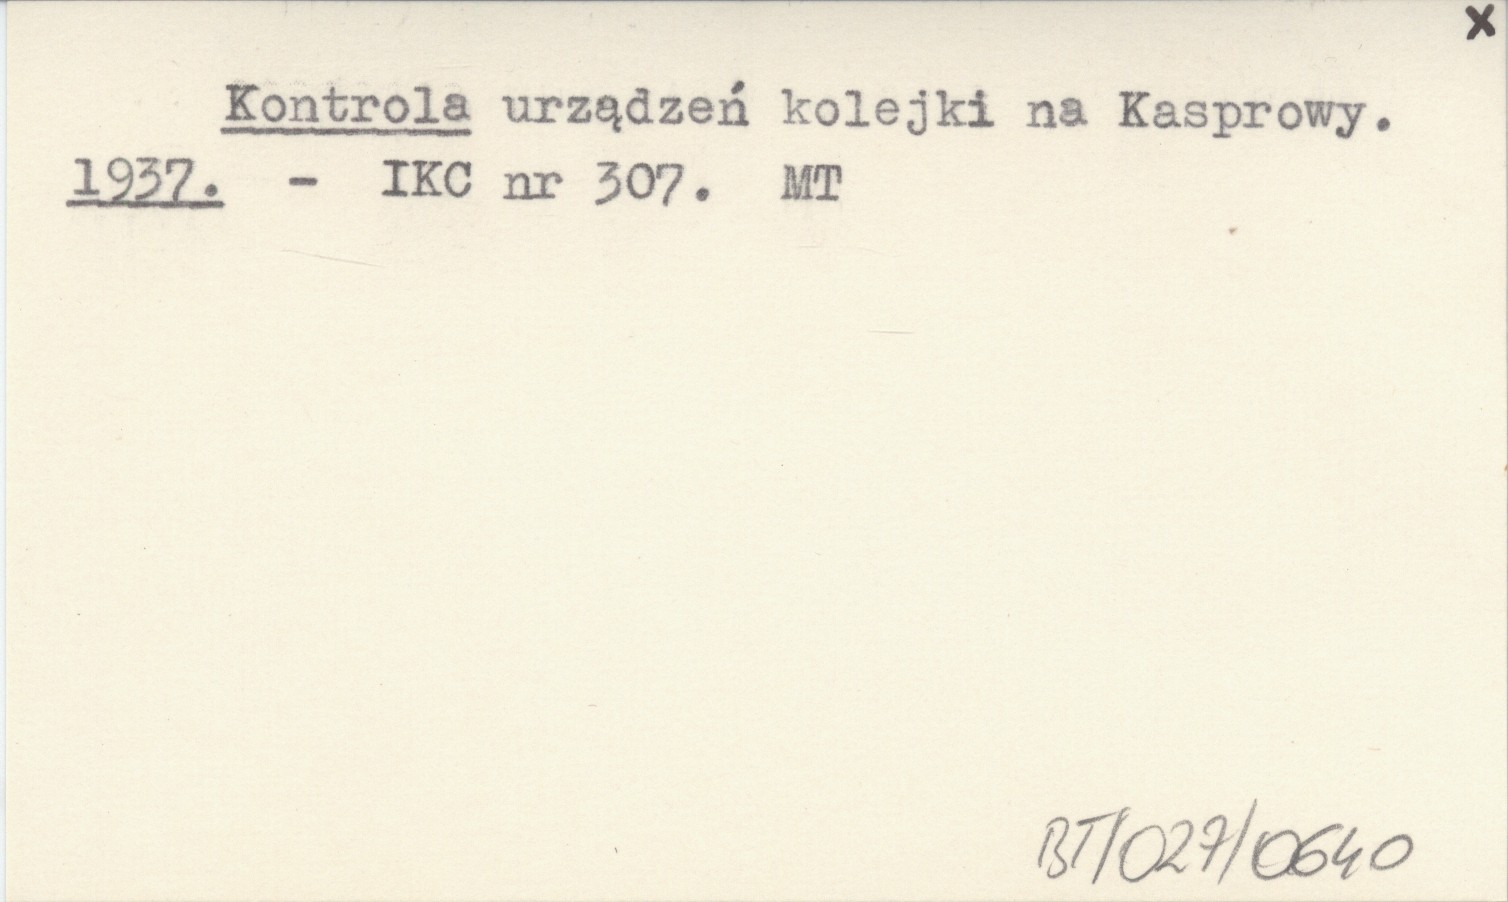 x
Kontrola urządzeń kolejki na Kasprowy.
1937. - IKC nr 307. MT
BT/027/0640